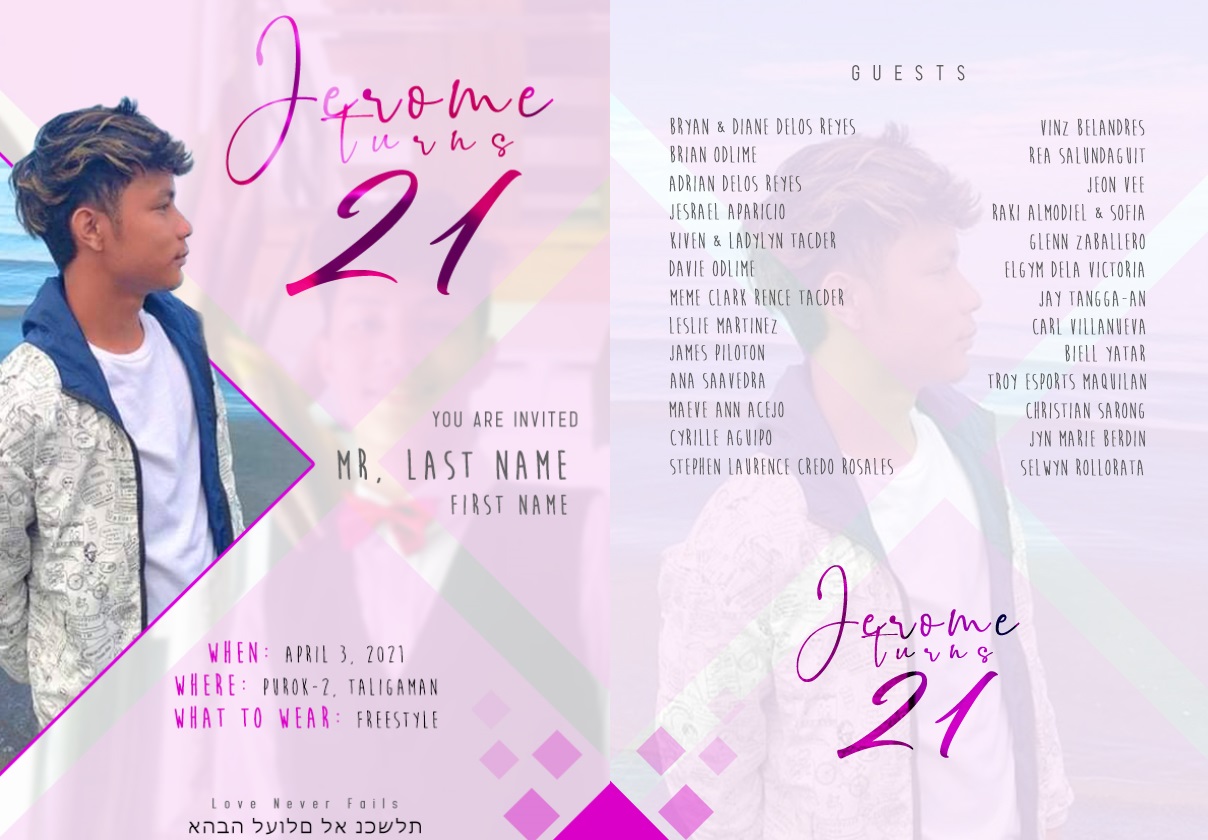 Jerome
turns
21
YOU ARE INVITED
MR. LAST NAME
FIRST NAME
WHEN: APRIL 3, 2021
WHERE: PUROK-2, TALIGAMAN
WHAT TO WEAR: FREESTYLE
Love Never Fails
תלשכנ אל םלועל הבהא
GUESTS
BRYAN & DIANE DELOS REYES
BRIAN ODLIME
ADRIAN DELOS REYES
JESRAEL APARICIO
KIVEN & LADYLYN TACDER
DAVIE ODLIME
MEME CLARK RENCE TACDER
LESLIE MARTINEZ
JAMES PILOTON
ANA SAAVEDRA
MAEVE ANN ACEJO
CYRILLE AGUIPO
STEPHEN LAURENCE CREDO ROSALES
VINZ BELANDRES
REA SALUNDAGUIT
JEON VEE
RAKI ALMODIEL & SOFIA
GLENN ZABALLERO
ELGYM DELA VICTORIA
JAY TANGGA-AN
CARL VILLANUEVA
BIELL YATAR
TROY ESPORTS MAQUILAN
CHRISTIAN SARONG
JYN MARIE BERDIN
SELWYN ROLLORATA
Jerome
turns
21